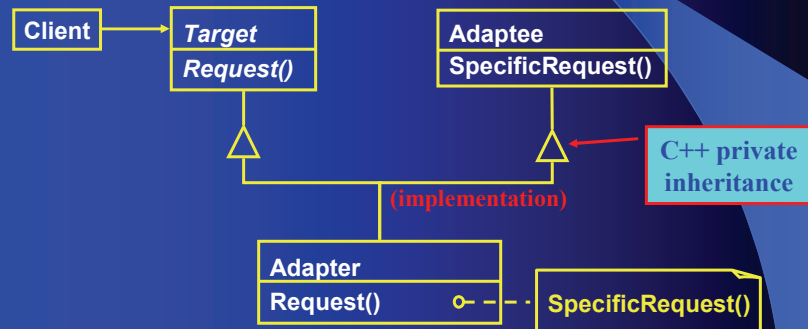 Client
Target
Request()
Adaptee
SpecificRequest()
C++ private
inheritance
(implementation)
Adapter
Request()
SpecificRequest()